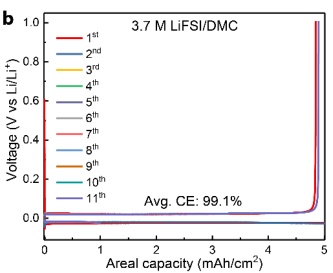 b
3.7 M LiFSI/DMC
1st
2nd
3rd
4th
5th
6th
7th
8th
9th
10th
11th
Avg. CE: 99.1%
Voltage (V vs Li/Li⁺)
1.0
0.8
0.6
0.4
0.2
0.0
0 1 2 3 4 5
Areal capacity (mAh/cm²)